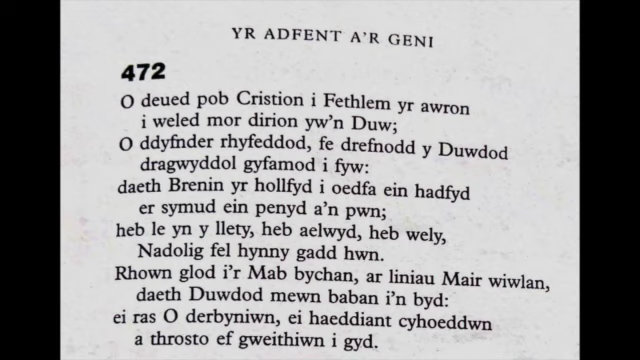 YR ADFENT A'R GENI
472
O deued pob Cristion i Fethlem yr awron
i weled mor dirion yw'n Duw;
O ddyfnder rhyfeddod, fe drefnodd y Duwdod
dragwyddol gyfamod i fyw:
daeth Brenin yr hollfyd i oedfa ein hadfyd
er symud ein penyd a'n pwn;
heb le yn y llety, heb aelwyd, heb wely,
Nadolig fel hynny gadd hwn.
Rhown glod i'r Mab bychan, ar liniau Mair wiwlan,
daeth Duwdod mewn baban i'n byd:
ei ras O derbyniwn, ei haeddiant cyhoeddwn
a throsto ef gweithiwn i gyd.